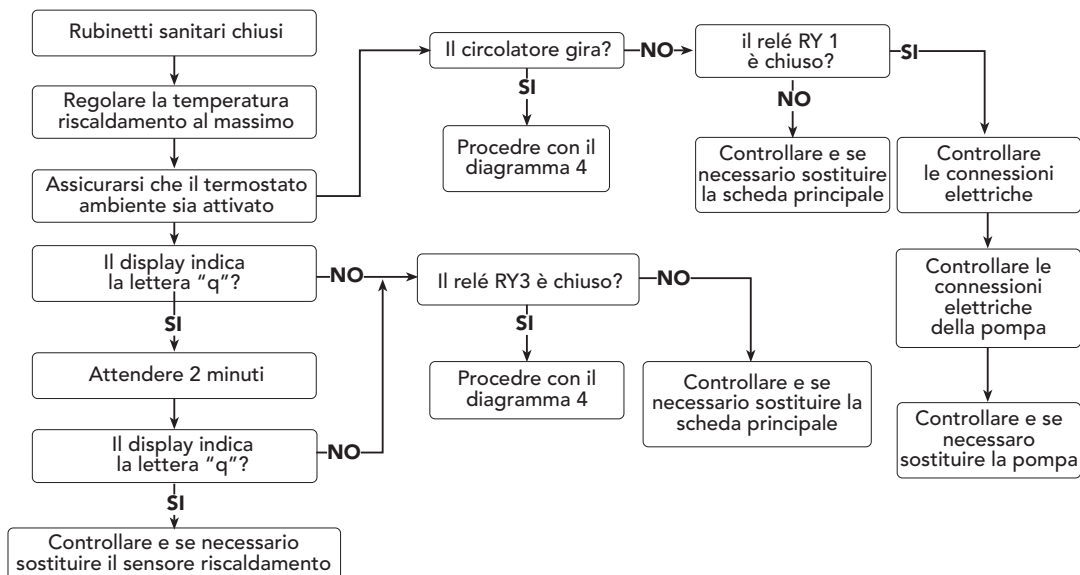 Rubinetti sanitari chiusi
Regolare la temperatura
riscaldamento al massimo
Assicurarsi che il termostato
ambiente sia attivato
Il display indica
la lettera “q”?
NO
SI
Attendere 2 minuti
Il display indica
la lettera “q”?
NO
SI
Controllare e se necessario
sostituire il sensore riscaldamento
Il circolatore gira?
NO
SI
Procedre con il
diagramma 4
il relé RY 1
è chiuso?
SI
NO
Controllare e se
necessario sostituire
la scheda principale
Controllare
le connessioni
elettriche
Controllare le
connessioni
elettriche
della pompa
Controllare e se
necessaro
sostituire la pompa
Il relé RY3 è chiuso?
NO
SI
Procedre con il
diagramma 4
Controllare e se
necessario sostituire la
scheda principale